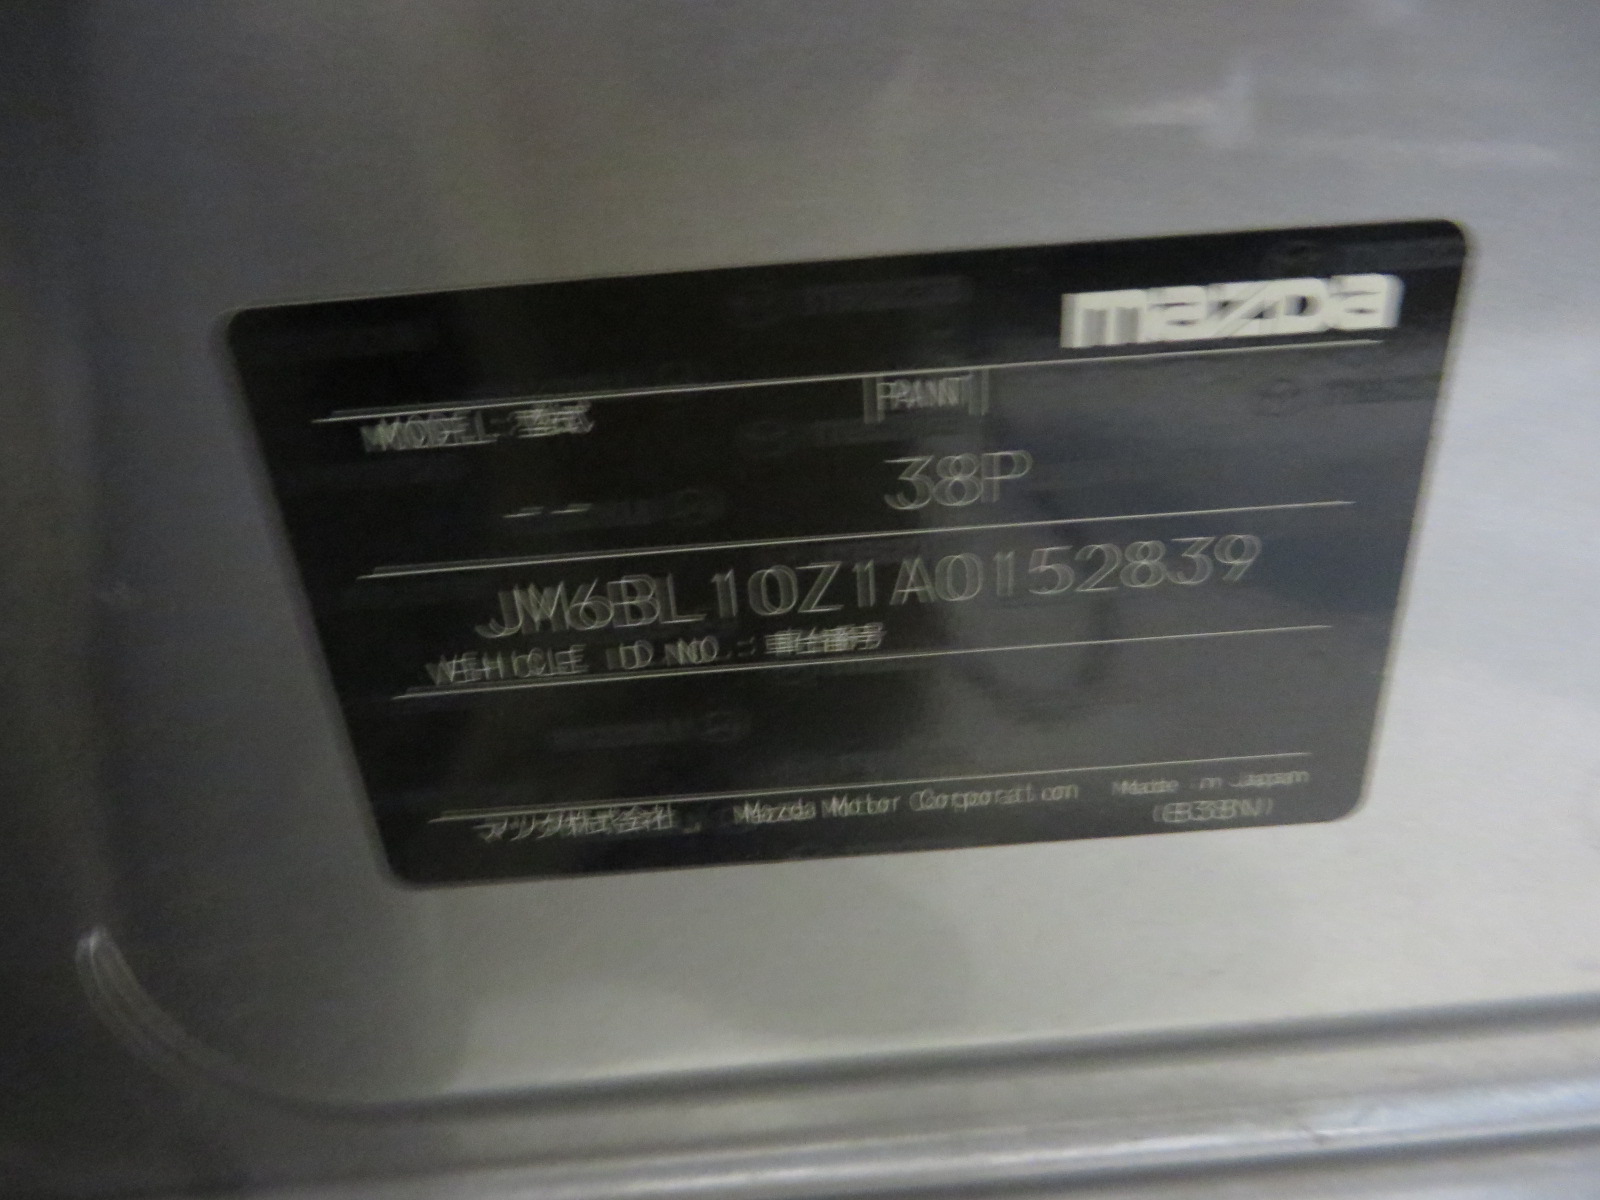 mazda
MODEL : 型式 PAINT
-- 38P
JM6BL10Z1A0152839
VEHICLE ID NO. : 車台番号
マツダ株式会社 Mazda Motor Corporation Made in Japan